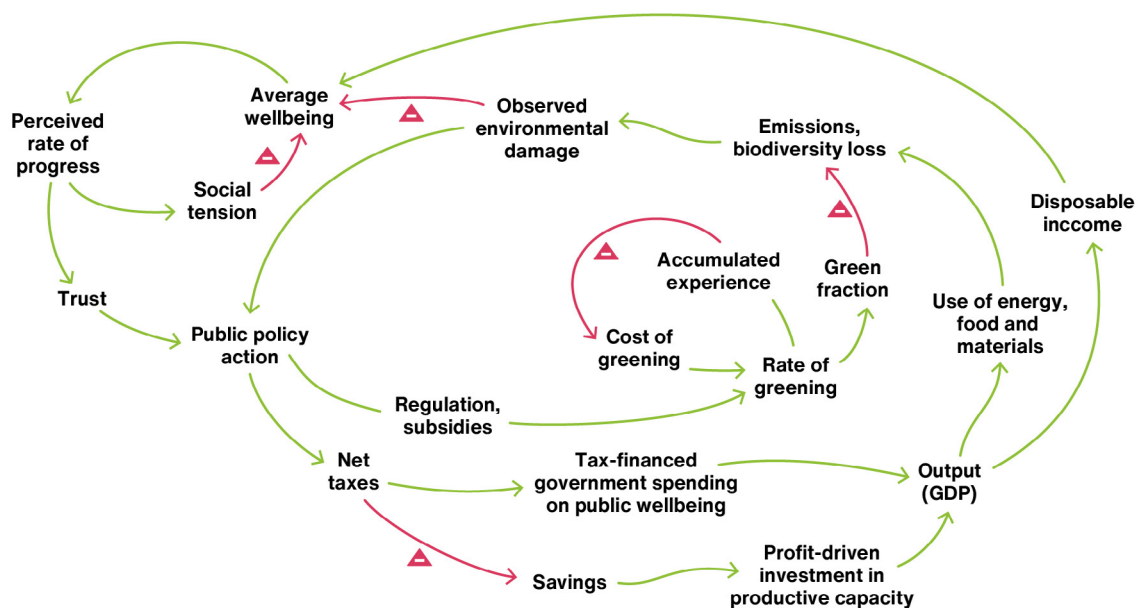 Average
wellbeing
Perceived
rate of
progress
Observed
environmental
damage
Emissions,
biodiversity loss
Social
tension
Disposable
inccome
Accumulated
experience
Green
fraction
Trust
Use of energy,
food and
materials
Public policy
action
Cost of
greening
Rate of
greening
Regulation,
subsidies
Net
taxes
Tax-financed
government spending
on public wellbeing
Output
(GDP)
Savings
Profit-driven
investment in
productive capacity